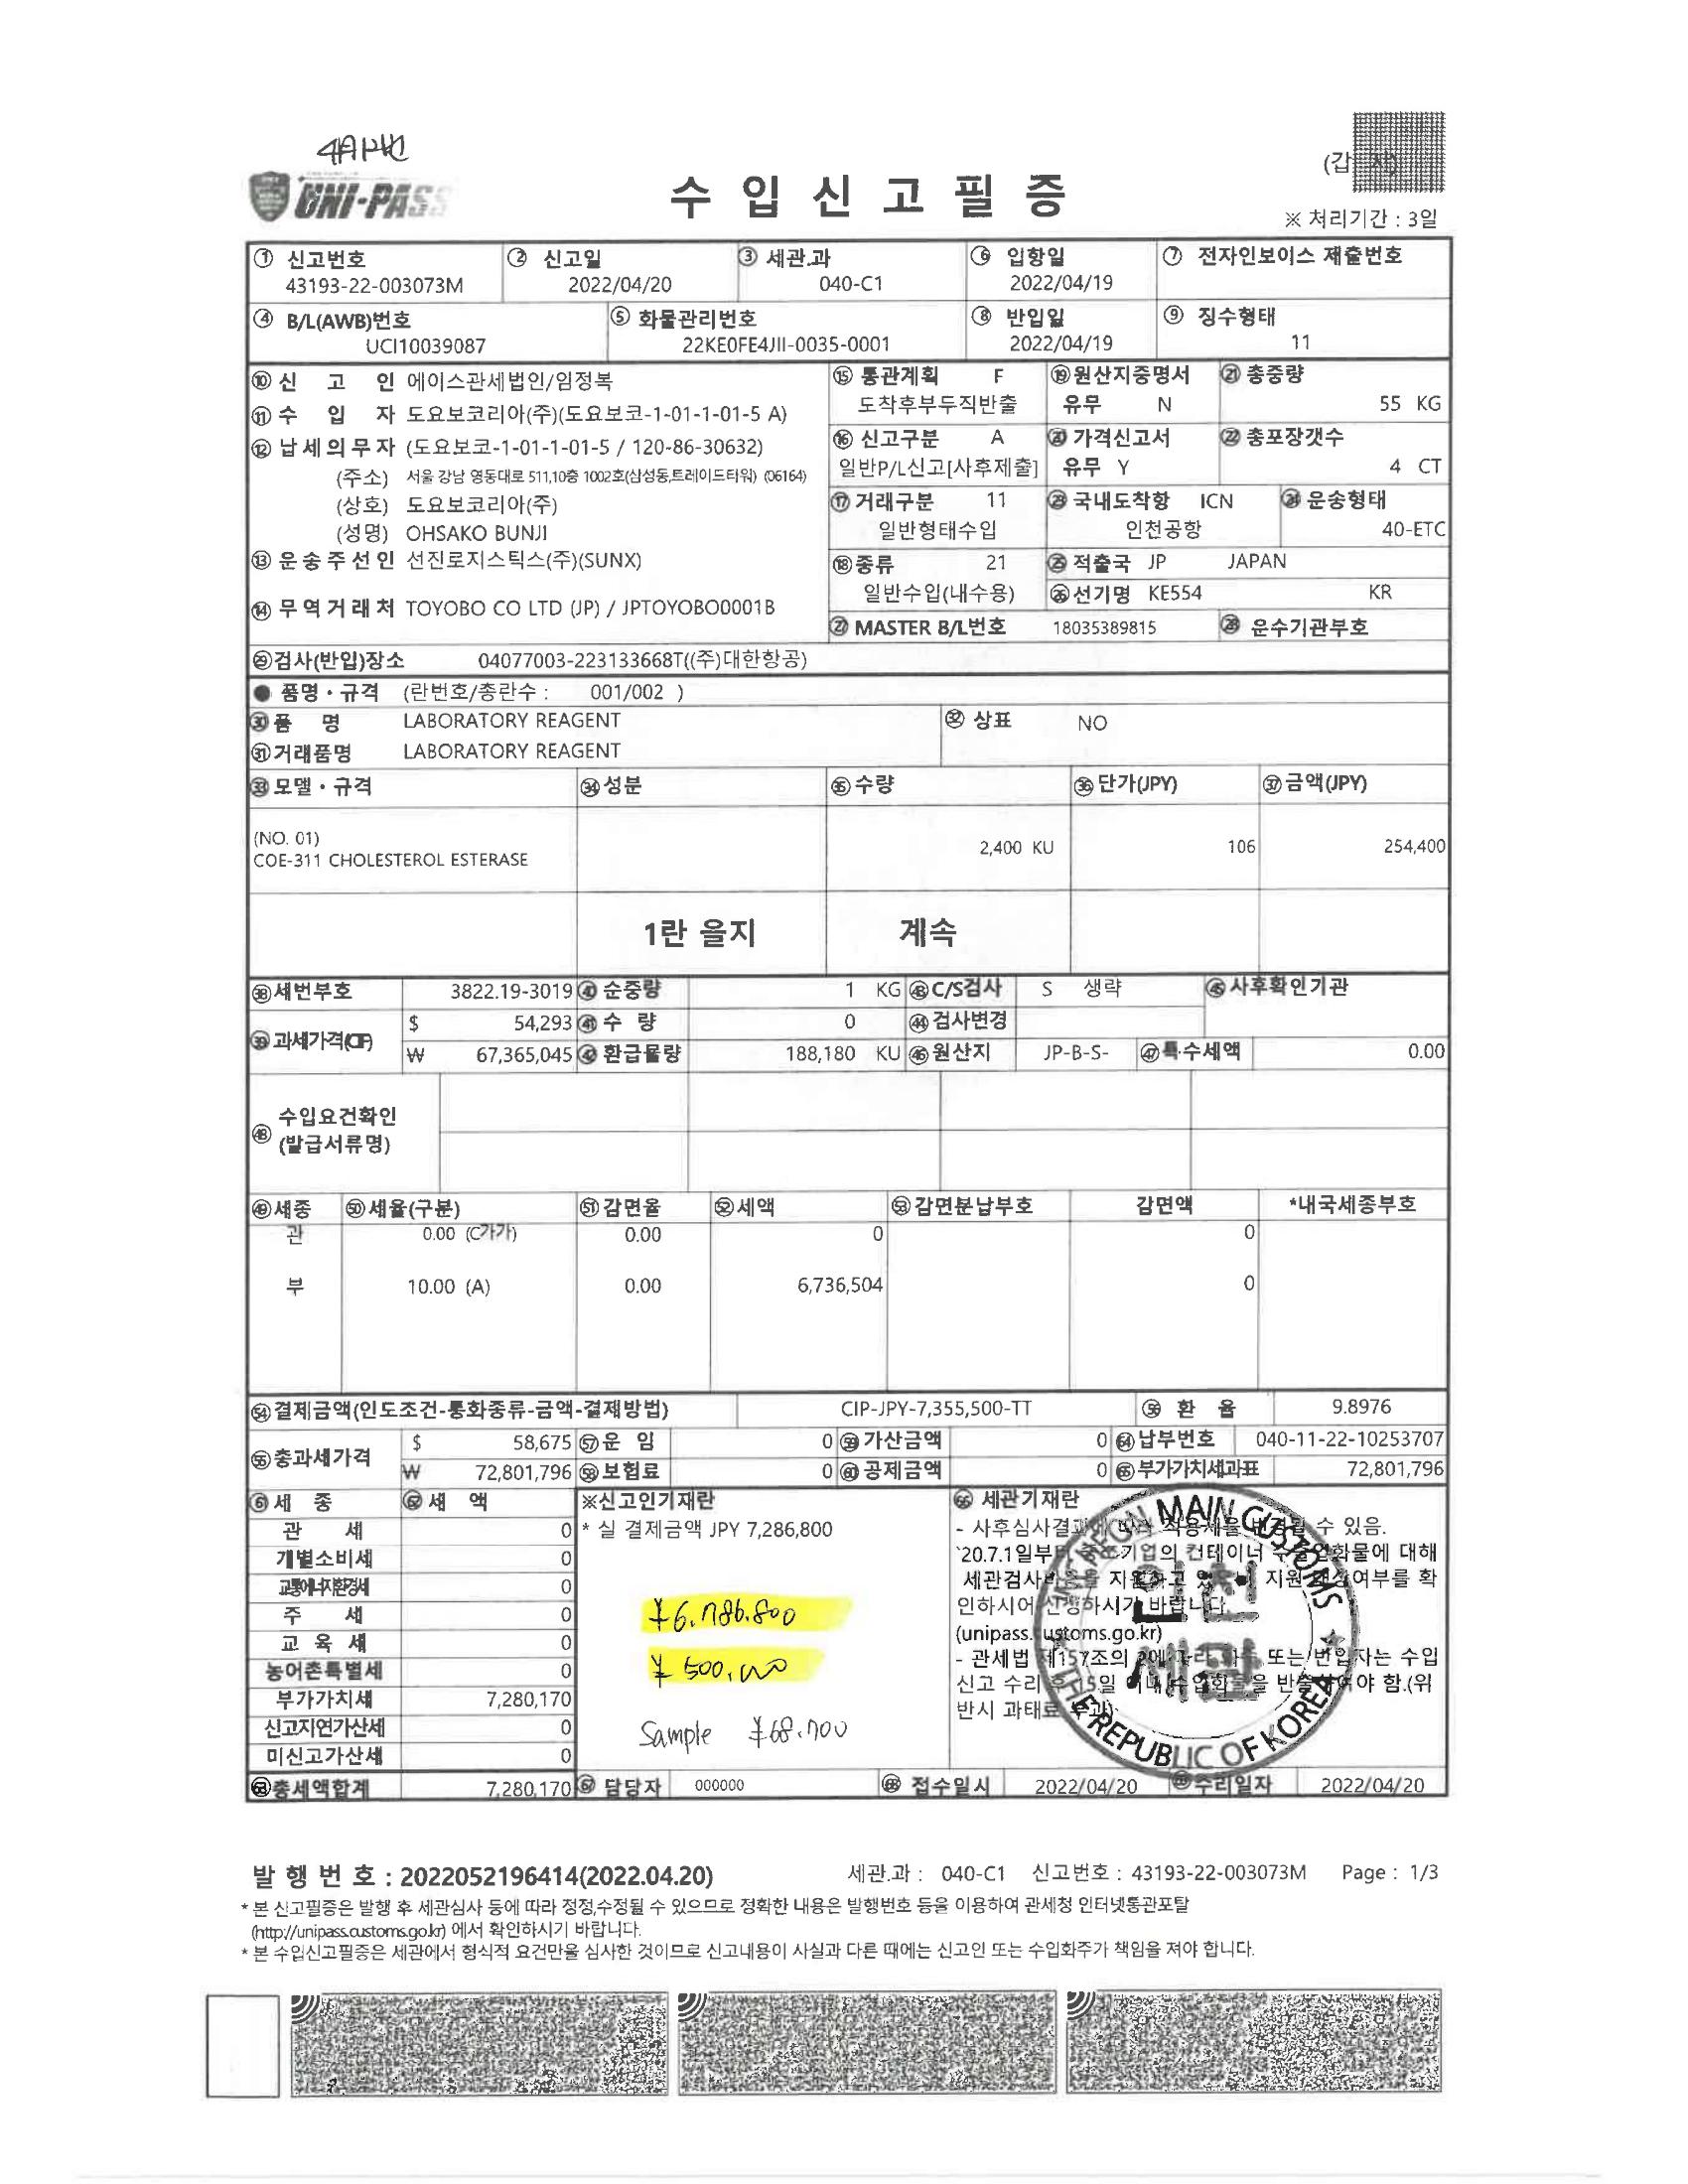 UNI-PASS
(갑지)
수 입 신 고 필 증
※ 처리기간 : 3일
① 신고번호 ② 신고일 ③ 세관.과 ⑥ 입항일 ⑦ 전자인보이스 제출번호
43193-22-003073M 2022/04/20 040-C1 2022/04/19
④ B/L(AWB)번호 ⑤ 화물관리번호 ⑧ 반입일 ⑨ 징수형태
UCI10039087 22KE0FE4JII-0035-0001 2022/04/19 11
⑩ 신 고 인 에이스관세법인/임정복
⑪ 수 입 자 도요보코리아(주)(도요보코-1-01-1-01-5 A)
⑫ 납세의무자 (도요보코-1-01-1-01-5 / 120-86-30632)
(주소) 서울 강남 영동대로 511,10층 1002호(삼성동,트레이드타워) (06164)
(상호) 도요보코리아(주)
(성명) OHSAKO BUNJI
⑬ 운송주선인 선진로지스틱스(주)(SUNX)
⑭ 무역거래처 TOYOBO CO LTD (JP) / JPTOYOBO0001B
⑮ 통관계획 F ⑲ 원산지증명서 ㉑ 총중량
도착후부두직반출 유무 N 55 KG
⑯ 신고구분 A ⑳ 가격신고서 ㉒ 총포장갯수
일반P/L신고[사후제출] 유무 Y 4 CT
⑰ 거래구분 11 ㉓ 국내도착항 ICN ㉔ 운송형태
일반형태수입 인천공항 40-ETC
⑱ 종류 21 ㉕ 적출국 JP JAPAN
일반수입(내수용) ㉖ 선기명 KE554 KR
㉗ MASTER B/L번호 18035389815 ㉘ 운수기관부호
㉙ 검사(반입)장소 04077003-223133668T((주)대한항공)
● 품명 · 규격 (란번호/총란수 : 001/002 )
㉚ 품 명 LABORATORY REAGENT ㉜ 상표 NO
㉛ 거래품명 LABORATORY REAGENT
㉝ 모델 · 규격 ㉞ 성분 ㉟ 수량 ㊱ 단가(JPY) ㊲ 금액(JPY)
(NO. 01)
COE-311 CHOLESTEROL ESTERASE 2,400 KU 106 254,400
1란 을지 계속
㊳ 세번부호 3822.19-3019 ㊵ 순중량 1 KG ㊸ C/S검사 S 생략 ㊺ 사후확인기관
㊴ 과세가격(CIF) $ 54,293 ㊶ 수 량 0 ㊹ 검사변경
₩ 67,365,045 ㊷ 환급물량 188,180 KU ㊻ 원산지 JP-B-S- ㊼ 특수세액 0.00
㊽ 수입요건확인
(발급서류명)
㊾ 세종 ㊿ 세율(구분) 51 감면율 52 세액 53 감면분납부호 감면액 *내국세종부호
관 0.00 (C가가) 0.00 0 0
부 10.00 (A) 0.00 6,736,504 0
54 결제금액(인도조건-통화종류-금액-결제방법) CIP-JPY-7,355,500-TT 56 환 율 9.8976
55 총과세가격 $ 58,675 57 운 임 0 59 가산금액 0 64 납부번호 040-11-22-10253707
₩ 72,801,796 58 보험료 0 60 공제금액 0 65 부가가치세과표 72,801,796
61 세 종 62 세 액 ※신고인기재란 66 세관기재란
관 세 0
개별소비세 0
교통에너지환경세 0
주 세 0
교 육 세 0
농어촌특별세 0
부가가치세 7,280,170
신고지연가산세 0
미신고가산세 0
* 실 결제금액 JPY 7,286,800
¥6,786,800
¥ 500,000
Sample ¥68,700
- 사후심사결과에 따라 적용세율 변경될 수 있음.
`20.7.1일부터 기업의 컨테이너 수입화물에 대해
세관검사 지원하고 지원 대상여부를 확
인하시어 신청하시기 바랍니다.
(unipass.customs.go.kr)
- 관세법 제157조의 2에 따라 또는 반입자는 수입
신고 수리 후 15일 이내 수입화물을 반출하여야 함.(위
반시 과태료 부과)
INCHEON MAIN CUSTOMS
인천
세관
THE REPUBLIC OF KOREA
63 총세액합계 7,280,170 67 담당자 000000 68 접수일시 2022/04/20 69 수리일자 2022/04/20
발 행 번 호 : 2022052196414(2022.04.20) 세관.과 : 040-C1 신고번호 : 43193-22-003073M Page : 1/3
* 본 신고필증은 발행 후 세관심사 등에 따라 정정,수정될 수 있으므로 정확한 내용은 발행번호 등을 이용하여 관세청 인터넷통관포탈
(http://unipass.customs.go.kr) 에서 확인하시기 바랍니다.
* 본 수입신고필증은 세관에서 형식적 요건만을 심사한 것이므로 신고내용이 사실과 다른 때에는 신고인 또는 수입화주가 책임을 져야 합니다.